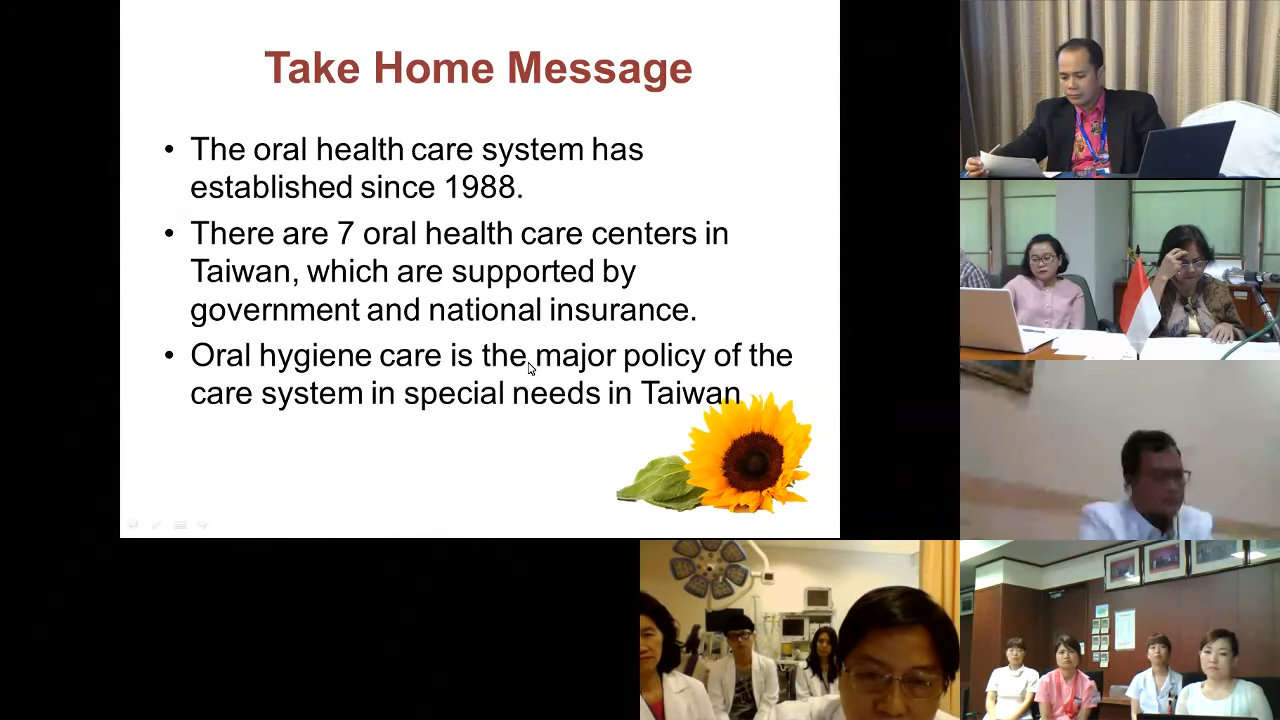 Take Home Message
• The oral health care system has
established since 1988.
• There are 7 oral health care centers in
Taiwan, which are supported by
government and national insurance.
• Oral hygiene care is the major policy of the
care system in special needs in Taiwan